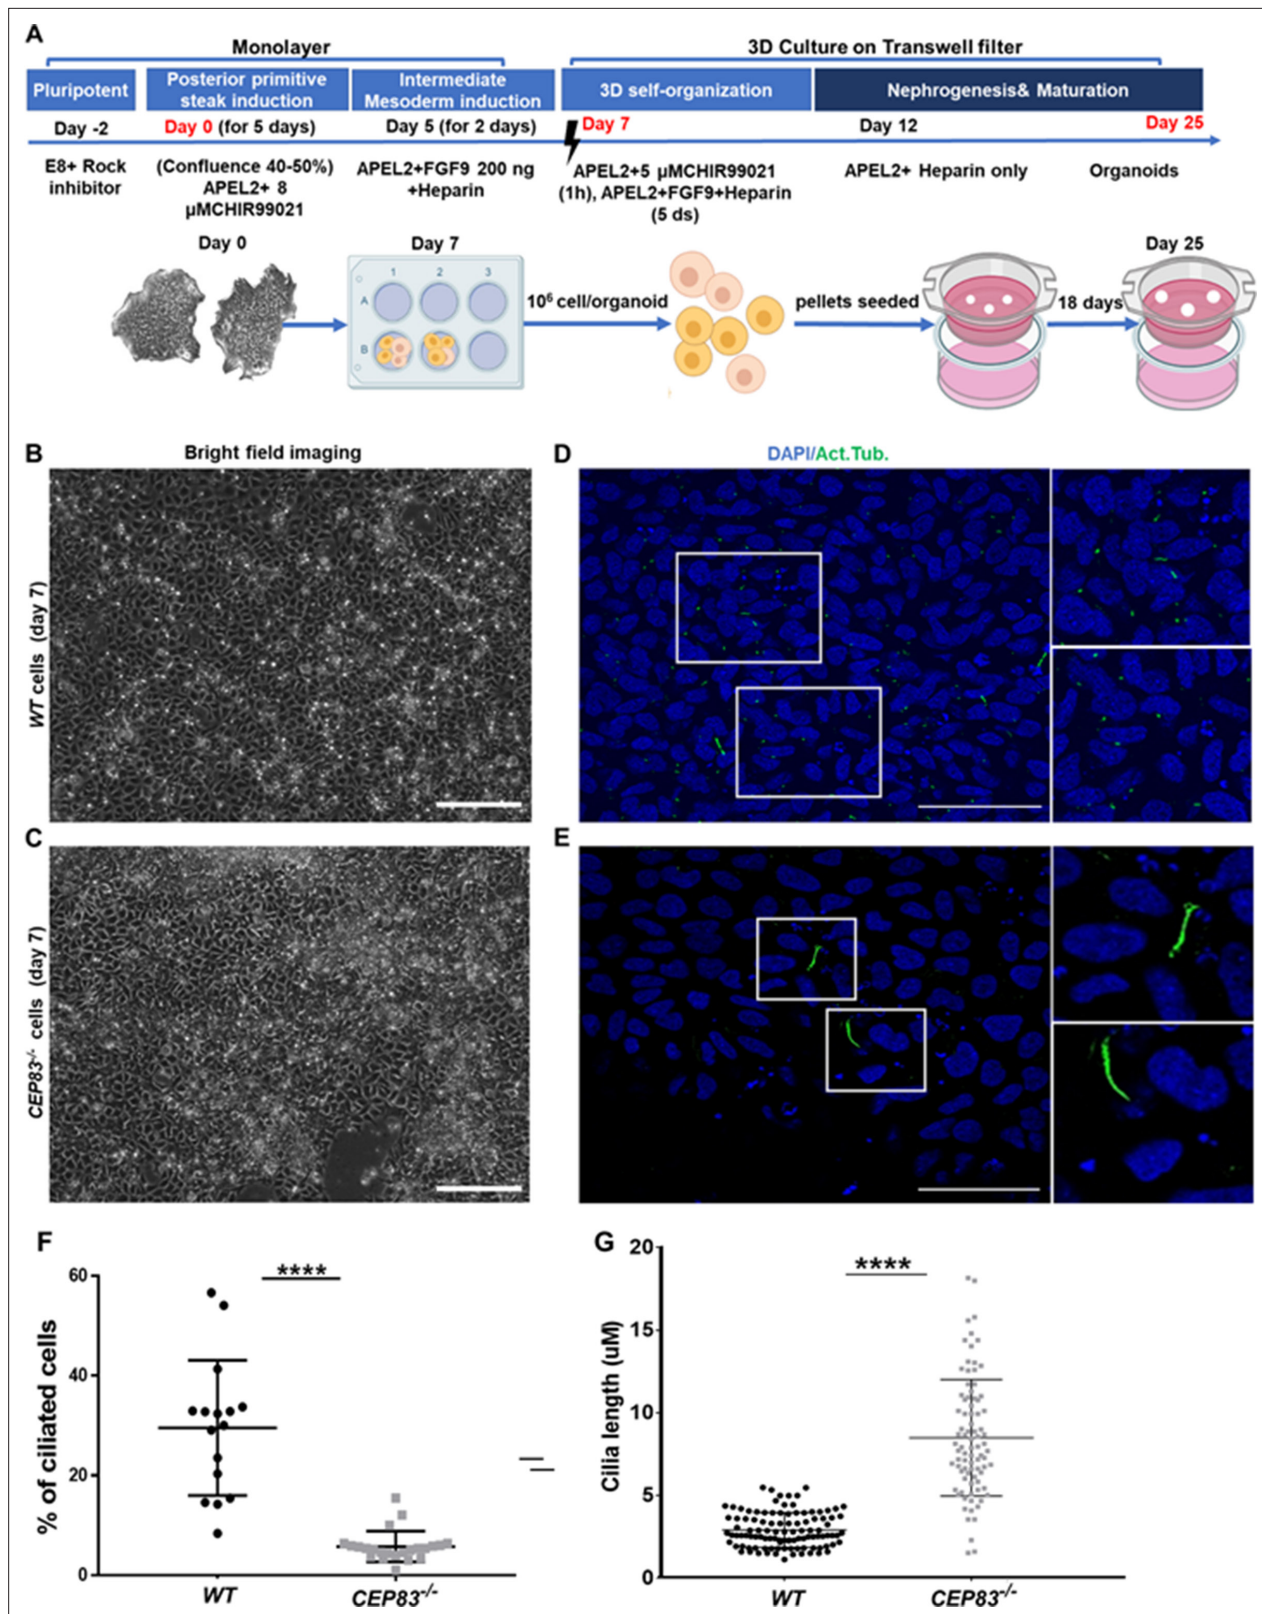 A
Monolayer
3D Culture on Transwell filter
Pluripotent
Posterior primitive
steak induction
Intermediate
Mesoderm induction
3D self-organization
Nephrogenesis& Maturation
Day -2
Day 0 (for 5 days)
Day 5 (for 2 days)
Day 7
Day 12
Day 25
E8+ Rock
inhibitor
(Confluence 40-50%)
APEL2+ 8
µMCHIR99021
APEL2+FGF9 200 ng
+Heparin
APEL2+5 µMCHIR99021
(1h), APEL2+FGF9+Heparin
(5 ds)
APEL2+ Heparin only
Organoids
Day 0
Day 7
Day 25
1 2 3
A
B
10⁶ cell/organoid
pellets seeded
18 days
B
Bright field imaging
WT cells (day 7)
D
DAPI/Act.Tub.
C
CEP83-/- cells (day 7)
E
F
60
40
20
0
% of ciliated cells
****
WT
CEP83-/-
G
20
15
10
5
0
Cilia length (uM)
****
WT
CEP83-/-